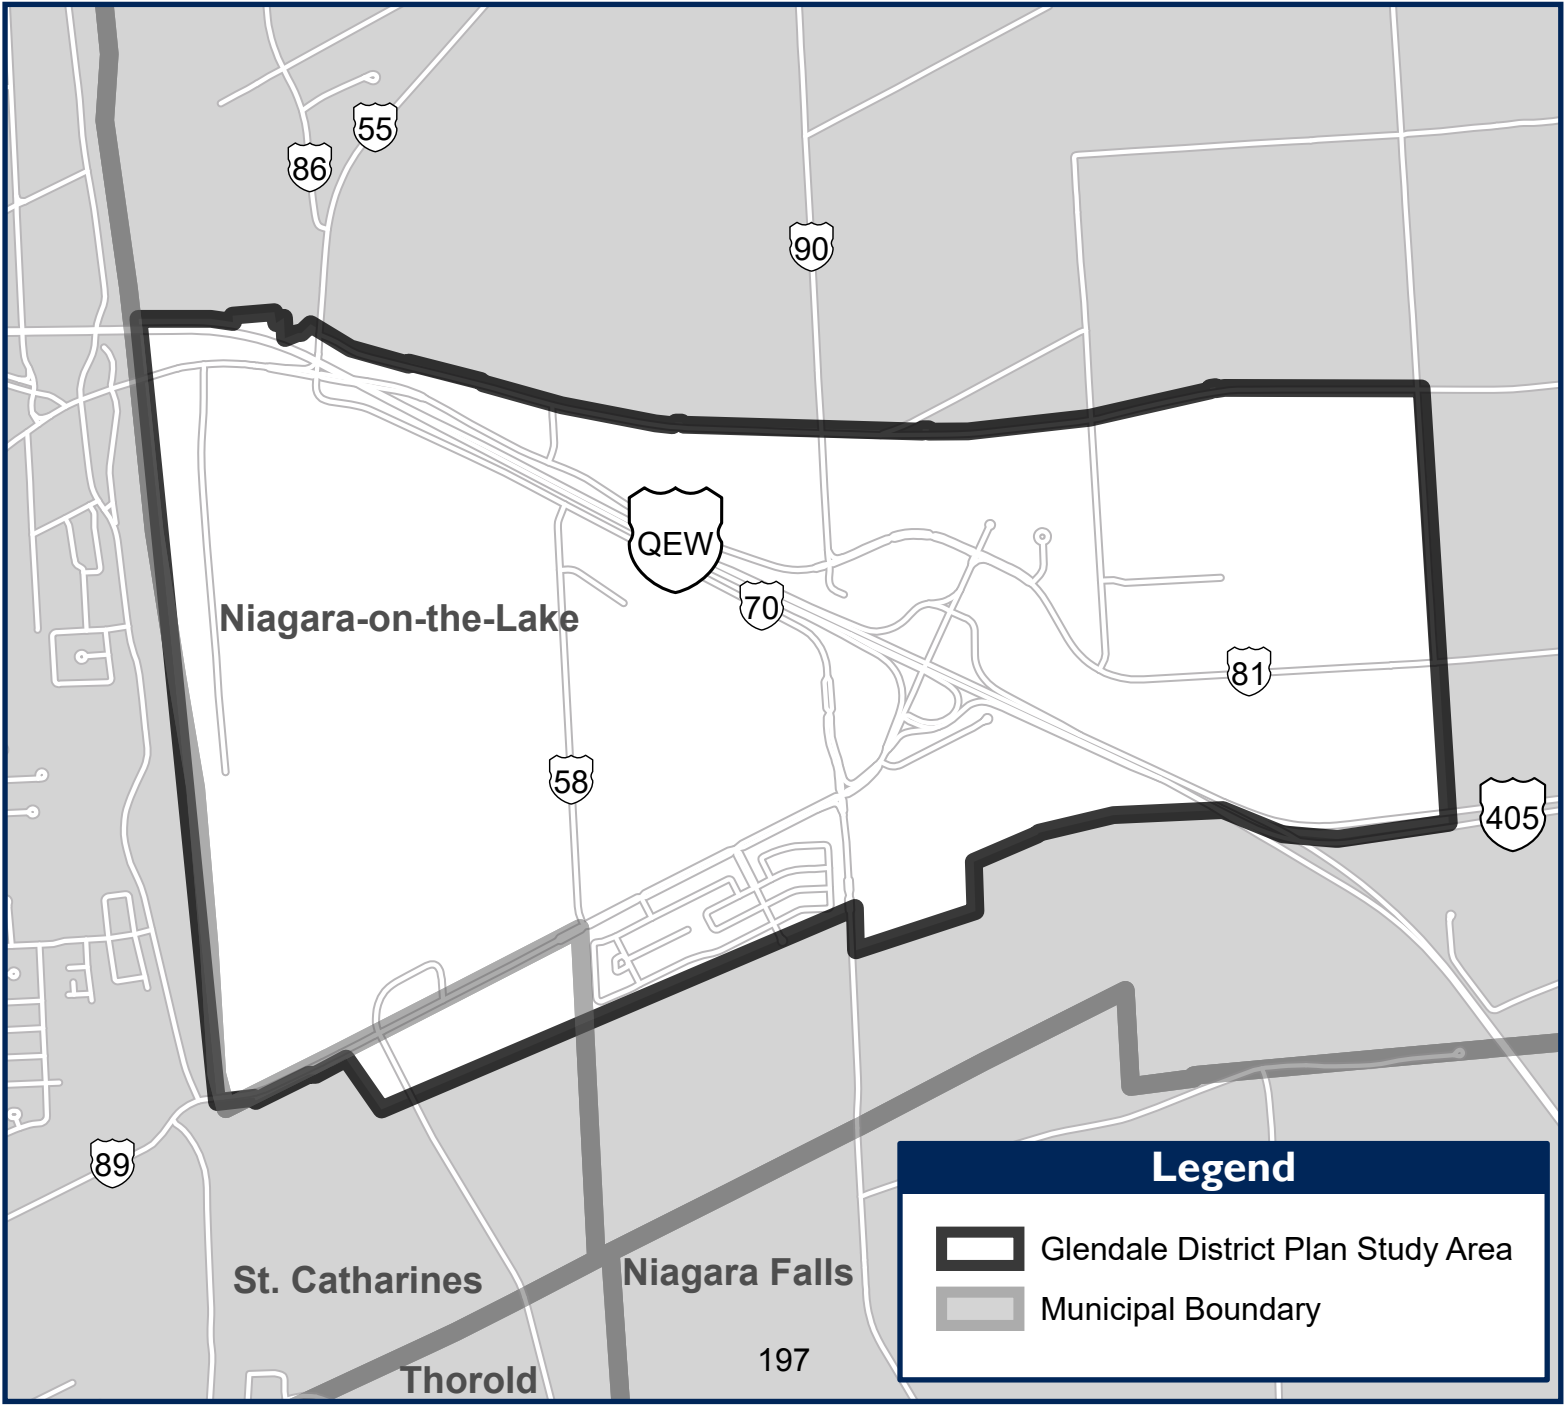 55
86
90
QEW
70
Niagara-on-the-Lake
81
58
405
89
Legend
Glendale District Plan Study Area
Municipal Boundary
St. Catharines
Niagara Falls
197
Thorold